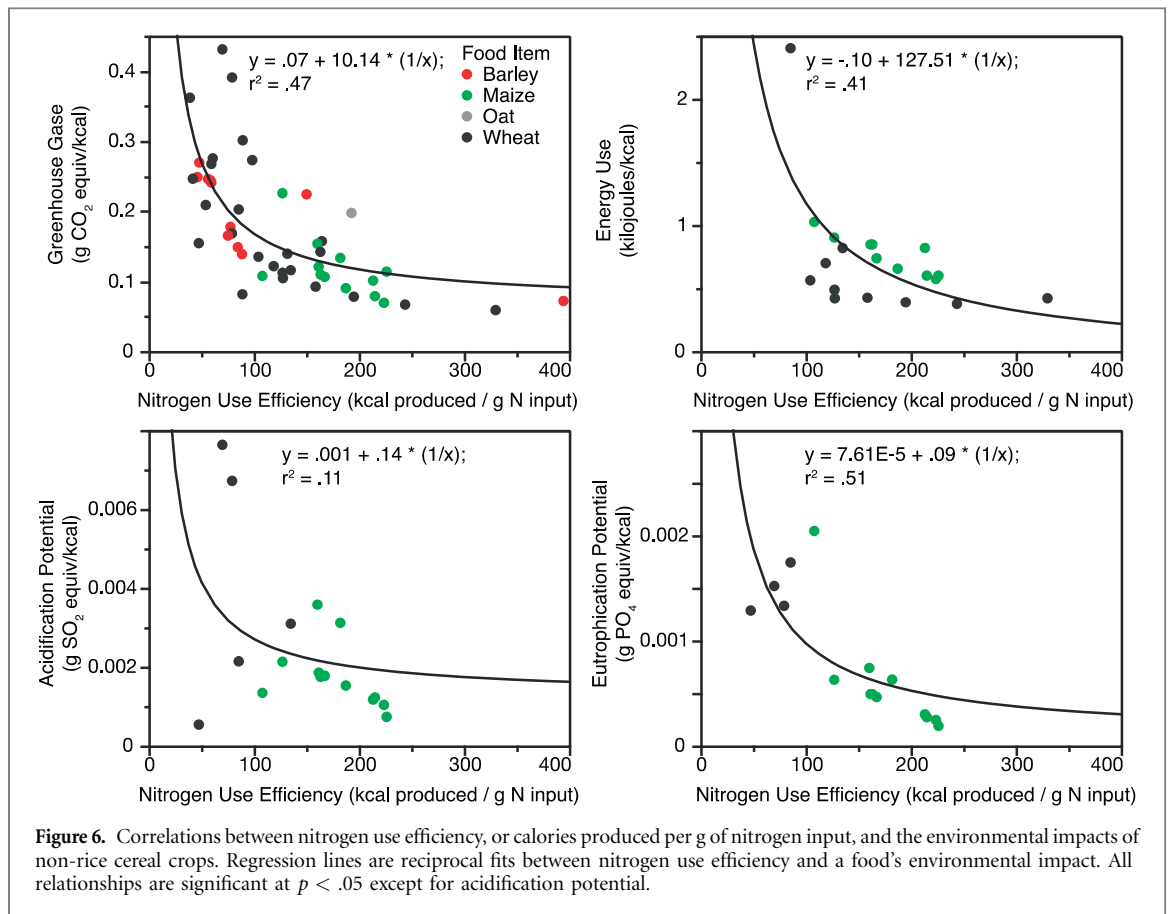 y = .07 + 10.14 * (1/x);
r² = .47
Food Item
Barley
Maize
Oat
Wheat
Greenhouse Gase
(g CO₂ equiv/kcal)
0.4
0.3
0.2
0.1
0
0 100 200 300 400
Nitrogen Use Efficiency (kcal produced / g N input)
y = -.10 + 127.51 * (1/x);
r² = .41
Energy Use
(kilojoules/kcal)
2
1
0
0 100 200 300 400
Nitrogen Use Efficiency (kcal produced / g N input)
y = .001 + .14 * (1/x);
r² = .11
Acidification Potential
(g SO₂ equiv/kcal)
0.006
0.004
0.002
0
0 100 200 300 400
Nitrogen Use Efficiency (kcal produced / g N input)
y = 7.61E-5 + .09 * (1/x);
r² = .51
Eutrophication Potential
(g PO₄ equiv/kcal)
0.002
0.001
0
0 100 200 300 400
Nitrogen Use Efficiency (kcal produced / g N input)
Figure 6. Correlations between nitrogen use efficiency, or calories produced per g of nitrogen input, and the environmental impacts of
non-rice cereal crops. Regression lines are reciprocal fits between nitrogen use efficiency and a food's environmental impact. All
relationships are significant at p < .05 except for acidification potential.